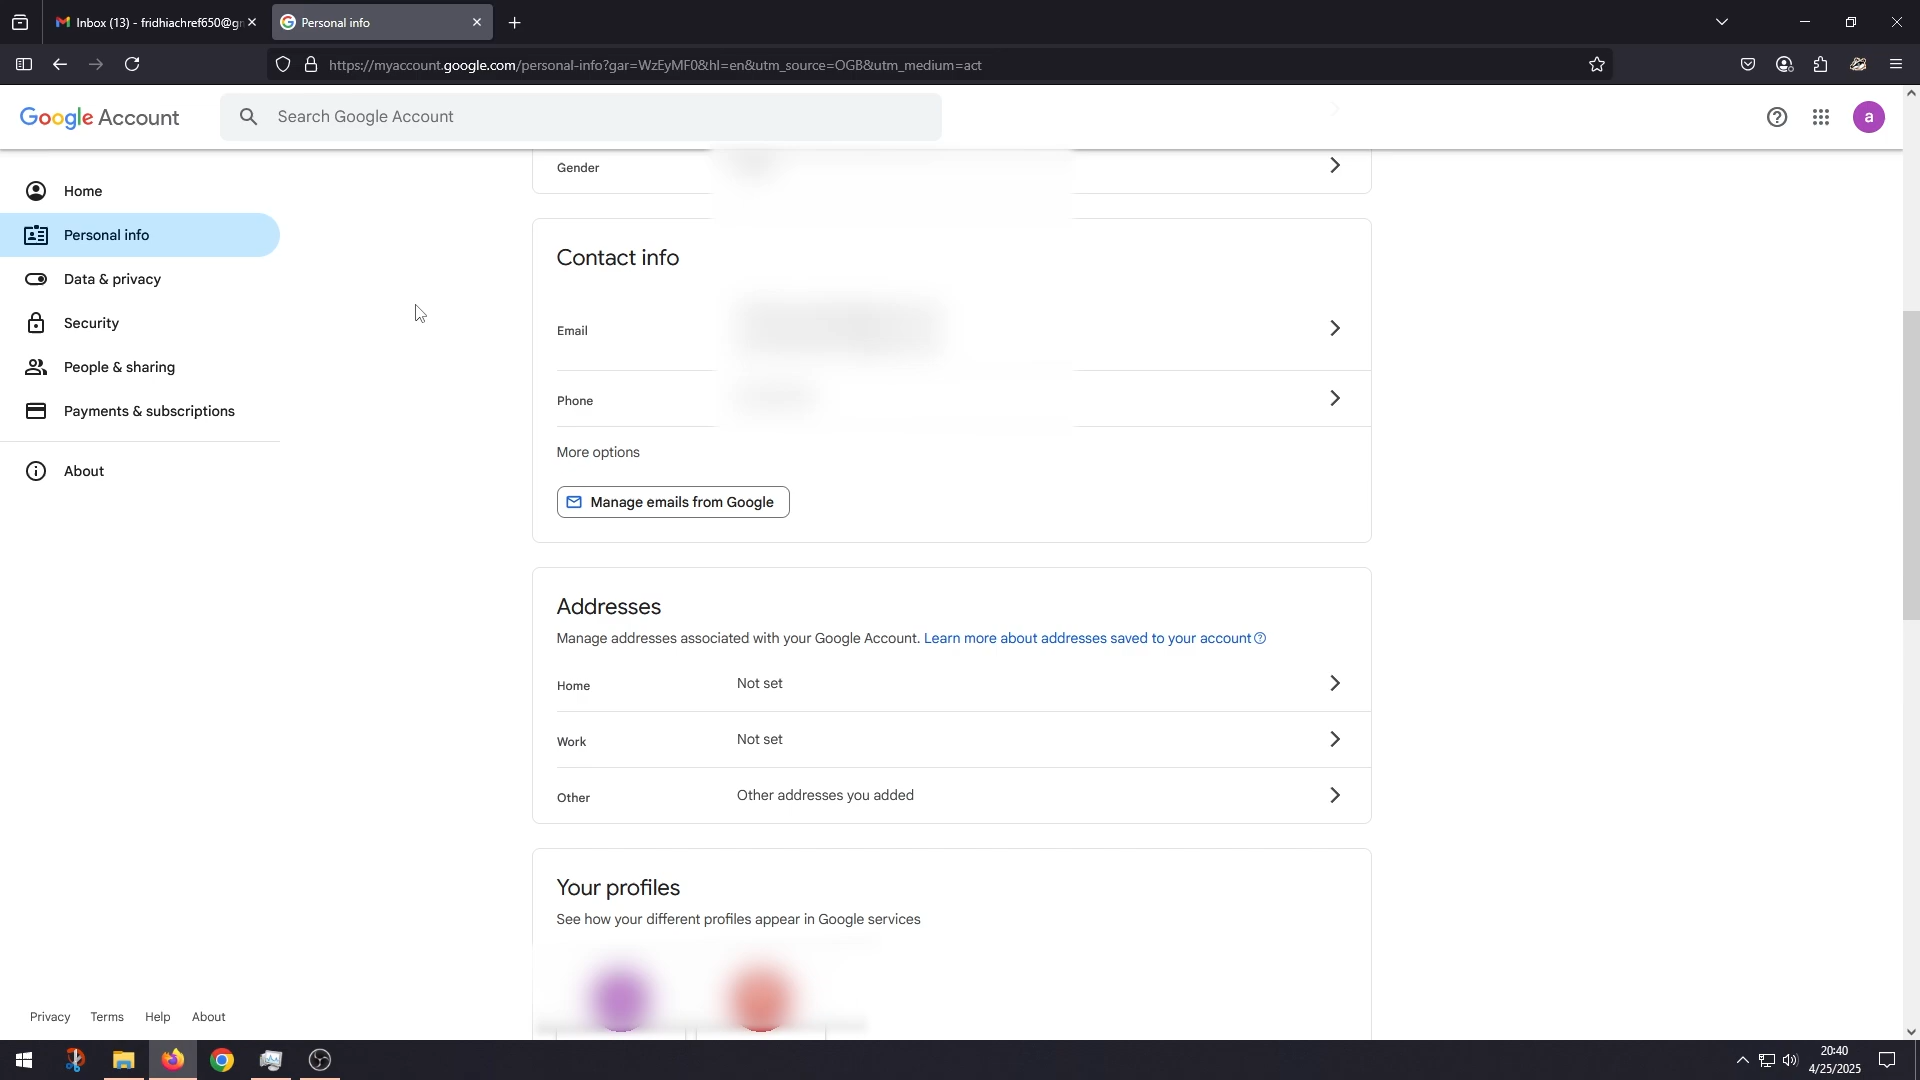 Inbox (13) - fridhiachref650@gm
Personal info
https://myaccount.google.com/personal-info?gar=WzEyMF0&hl=en&utm_source=OGB&utm_medium=act
Google Account
Search Google Account
a
Home
Personal info
Data & privacy
Security
People & sharing
Payments & subscriptions
About
Gender
Contact info
Email
Phone
More options
Manage emails from Google
Addresses
Manage addresses associated with your Google Account. Learn more about addresses saved to your account
Home Not set
Work Not set
Other Other addresses you added
Your profiles
See how your different profiles appear in Google services
Privacy Terms Help About
20:40
4/25/2025